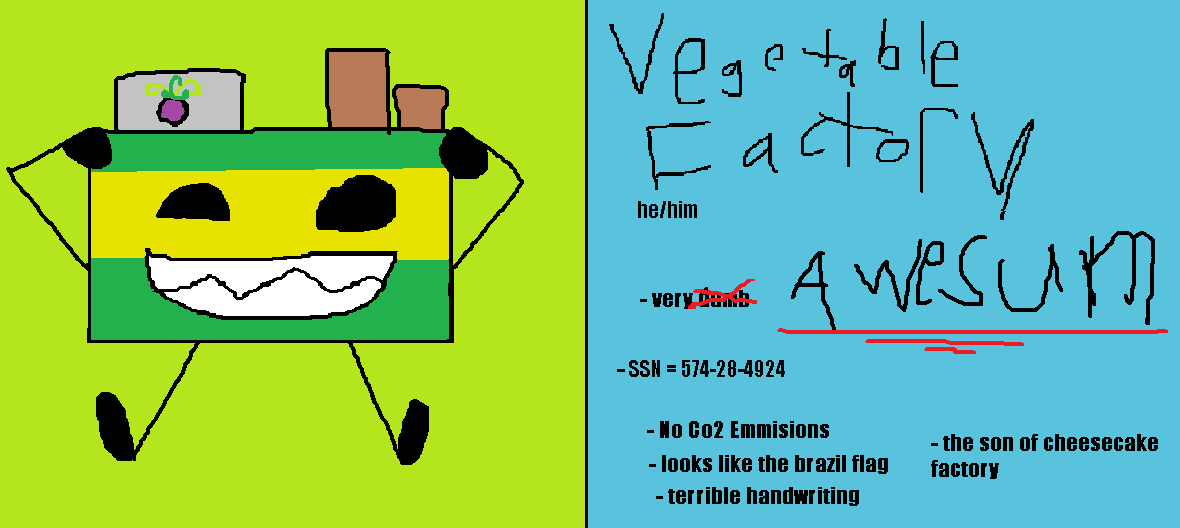 Vegetable
Factory
he/him
- very dumb AWesum
- SSN = 574-28-4924
- No Co2 Emmisions
- looks like the brazil flag
- terrible handwriting
- the son of cheesecake
factory